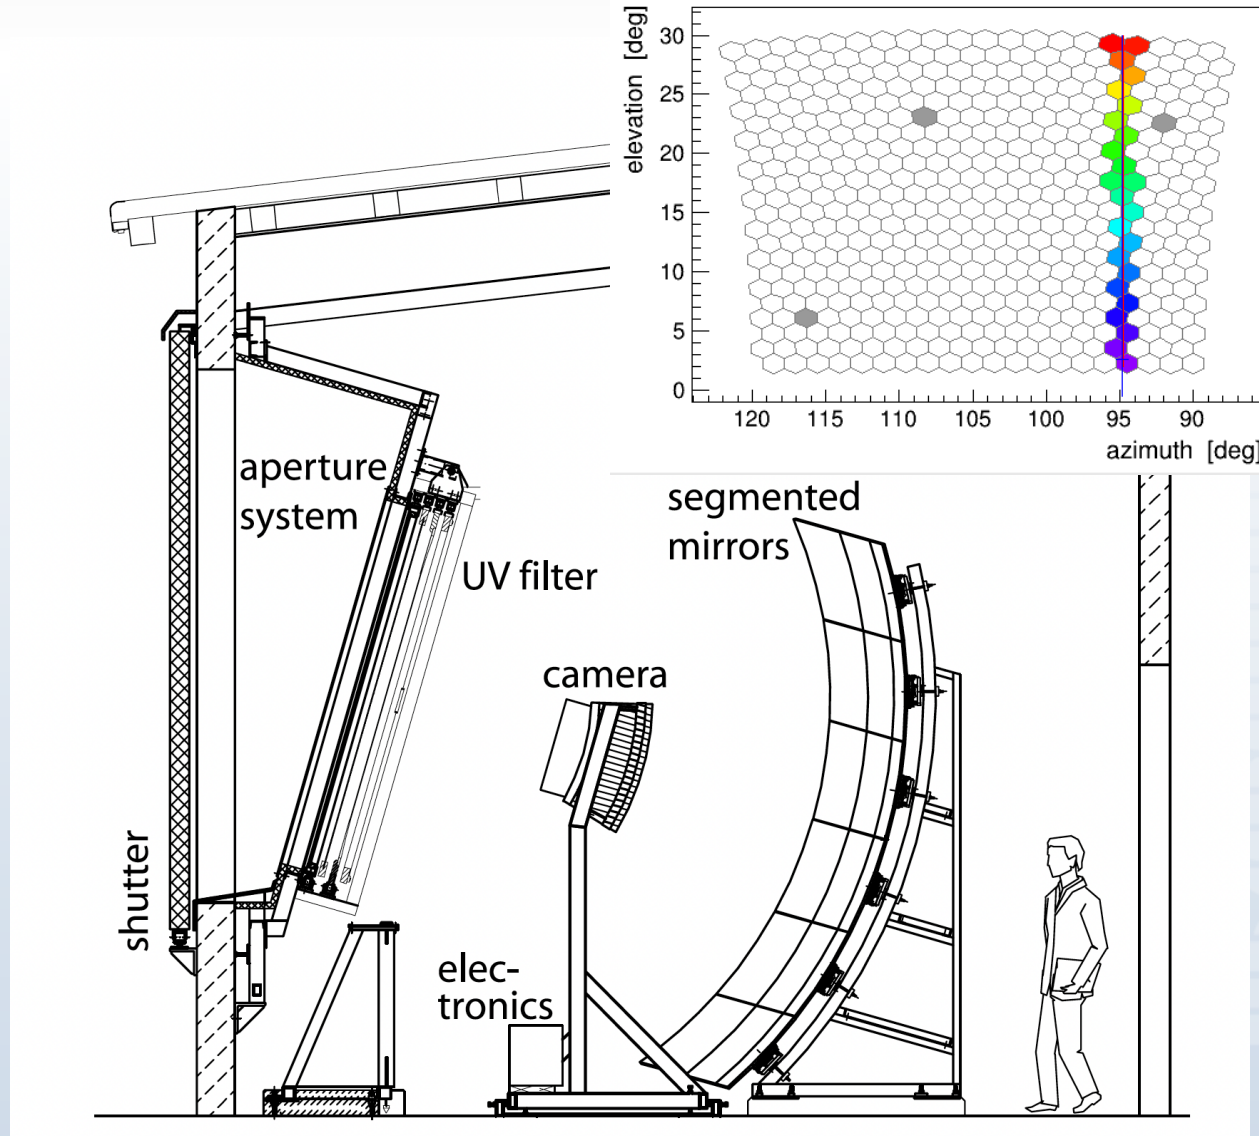 elevation [deg]
30
25
20
15
10
5
0
120 115 110 105 100 95 90
azimuth [deg]
aperture
system
UV filter
segmented
mirrors
camera
shutter
elec-
tronics